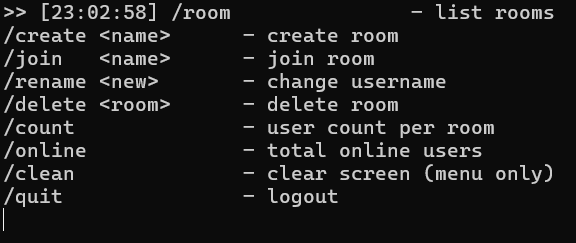 >> [23:02:58] /room               — list rooms
/create <name>      — create room
/join   <name>      — join room
/rename <new>       — change username
/delete <room>      — delete room
/count              — user count per room
/online             — total online users
/clean              — clear screen (menu only)
/quit               — logout